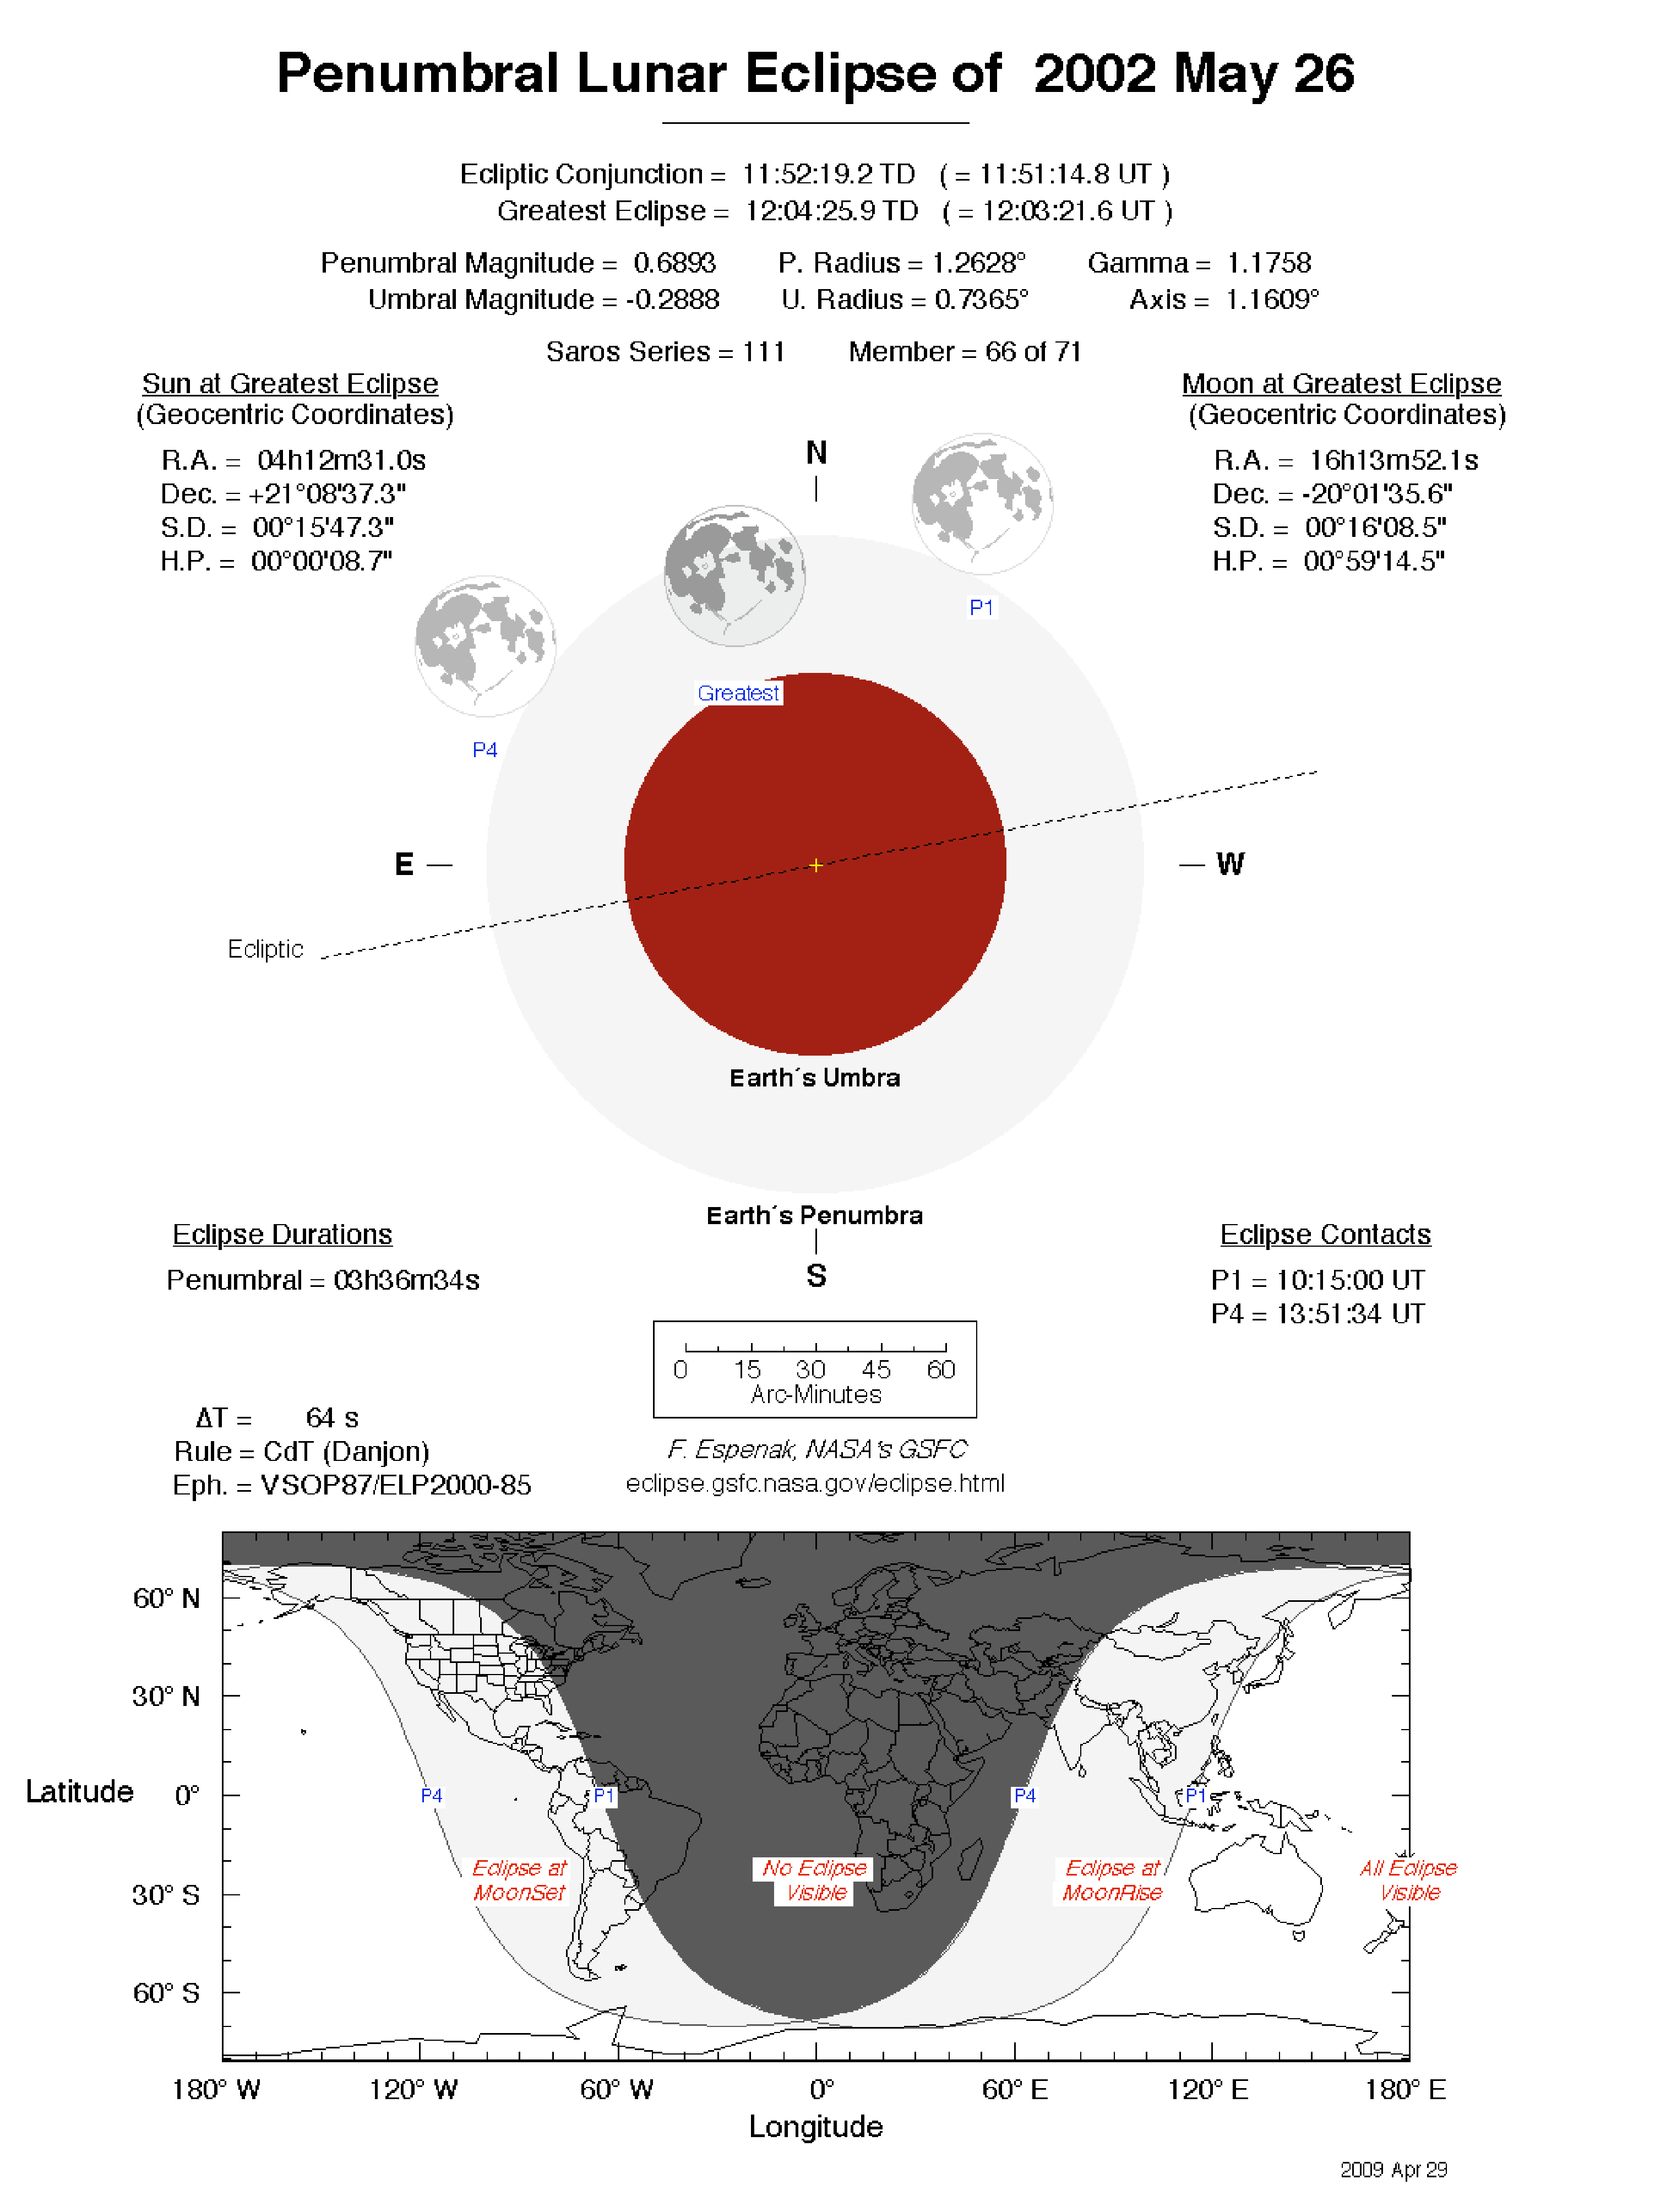 Penumbral Lunar Eclipse of 2002 May 26
Ecliptic Conjunction = 11:52:19.2 TD ( = 11:51:14.8 UT )
Greatest Eclipse = 12:04:25.9 TD ( = 12:03:21.6 UT )
Penumbral Magnitude = 0.6893 P. Radius = 1.2628° Gamma = 1.1758
Umbral Magnitude = -0.2888 U. Radius = 0.7365° Axis = 1.1609°
Saros Series = 111 Member = 66 of 71
Sun at Greatest Eclipse
(Geocentric Coordinates)
R.A. = 04h12m31.0s
Dec. = +21°08'37.3"
S.D. = 00°15'47.3"
H.P. = 00°00'08.7"
Moon at Greatest Eclipse
(Geocentric Coordinates)
R.A. = 16h13m52.1s
Dec. = -20°01'35.6"
S.D. = 00°16'08.5"
H.P. = 00°59'14.5"
N
P1
Greatest
P4
E
W
Ecliptic
Earth´s Umbra
Earth´s Penumbra
S
Eclipse Durations
Penumbral = 03h36m34s
Eclipse Contacts
P1 = 10:15:00 UT
P4 = 13:51:34 UT
0 15 30 45 60
Arc-Minutes
ΔT = 64 s
Rule = CdT (Danjon)
Eph. = VSOP87/ELP2000-85
F. Espenak, NASA's GSFC
eclipse.gsfc.nasa.gov/eclipse.html
60° N
30° N
Latitude 0°
30° S
60° S
P4
P1
P4
P1
Eclipse at
MoonSet
No Eclipse
Visible
Eclipse at
MoonRise
All Eclipse
Visible
180° W 120° W 60° W 0° 60° E 120° E 180° E
Longitude
2009 Apr 29